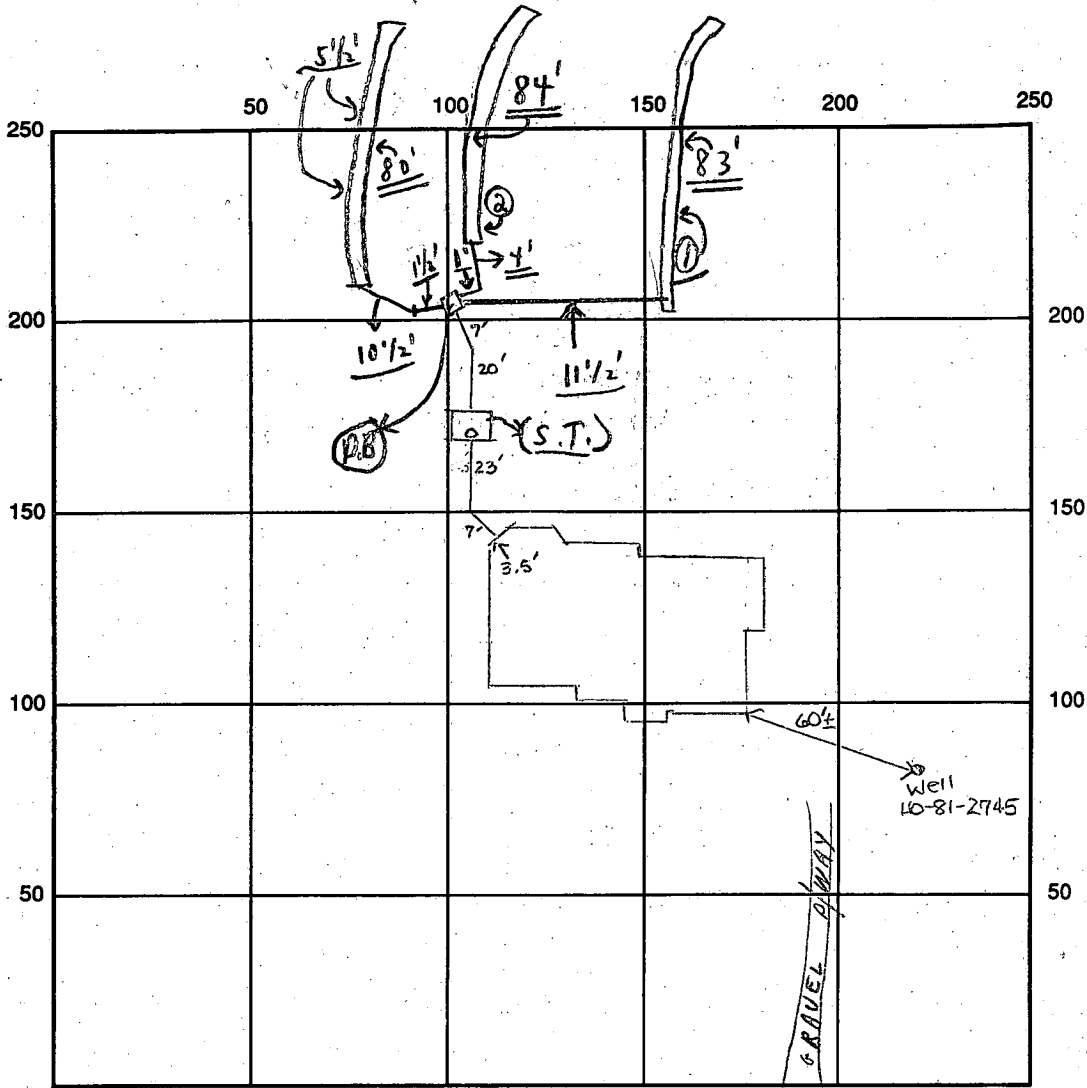 5'1/2'
84'
50 100 150 200 250
250
80'
83'
②
1 1/2' 1' 4'
①
200 200
7'
10'1/2'
20'
11'1/2'
D.B
(S.T.)
23'
150 150
7'
3.5'
100 100
60'±
Well
HO-81-2745
50 50
GRAVEL D/WAY